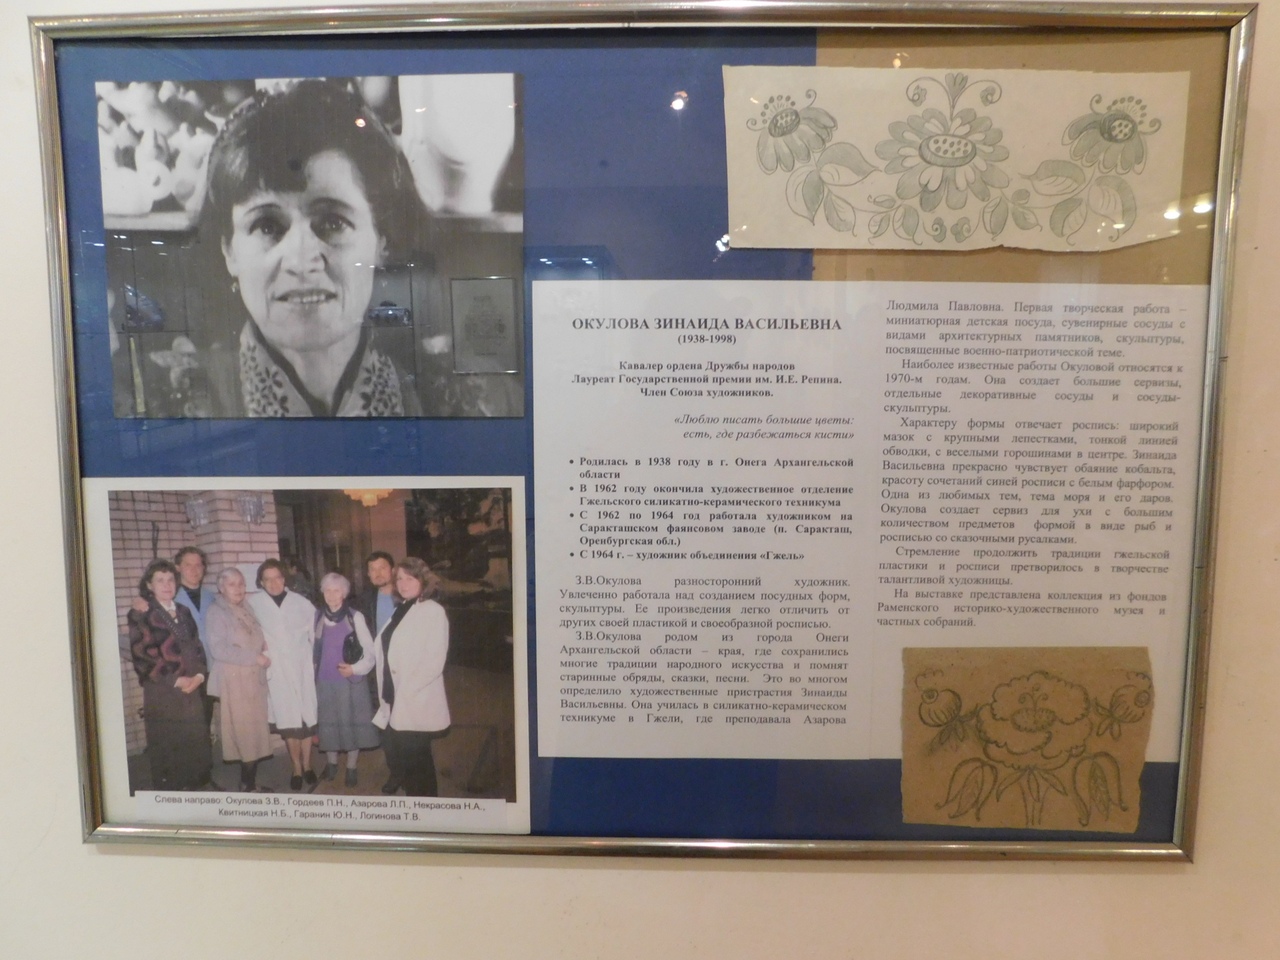 ОКУЛОВА ЗИНАИДА ВАСИЛЬЕВНА
(1938-1998)
Кавалер ордена Дружбы народов
Лауреат Государственной премии им. И.Е. Репина.
Член Союза художников.
«Люблю писать большие цветы:
есть, где разбежаться кисти»
• Родилась в 1938 году в г. Онега Архангельской
области
• В 1962 году окончила художественное отделение
Гжельского силикатно-керамического техникума
• С 1962 по 1964 год работала художником на
Саракташском фаянсовом заводе (п. Саракташ,
Оренбургская обл.)
• С 1964 г. – художник объединения «Гжель»
З.В.Окулова разносторонний художник.
Увлеченно работала над созданием посудных форм,
скульптуры. Ее произведения легко отличить от
других своей пластикой и своеобразной росписью.
З.В.Окулова родом из города Онеги
Архангельской области – края, где сохранились
многие традиции народного искусства и помнят
старинные обряды, сказки, песни. Это во многом
определило художественные пристрастия Зинаиды
Васильевны. Она училась в силикатно-керамическом
техникуме в Гжели, где преподавала Азарова
Людмила Павловна. Первая творческая работа –
миниатюрная детская посуда, сувенирные сосуды с
видами архитектурных памятников, скульптуры,
посвященные военно-патриотической теме.
Наиболее известные работы Окуловой относятся к
1970-м годам. Она создает большие сервизы,
отдельные декоративные сосуды и сосуды-
скульптуры.
Характеру формы отвечает роспись: широкий
мазок с крупными лепестками, тонкой линией
обводки, с веселыми горошинами в центре. Зинаида
Васильевна прекрасно чувствует обаяние кобальта,
красоту сочетаний синей росписи с белым фарфором.
Одна из любимых тем, тема моря и его даров.
Окулова создает сервиз для ухи с большим
количеством предметов формой в виде рыб и
росписью со сказочными русалками.
Стремление продолжить традиции гжельской
пластики и росписи претворилось в творчестве
талантливой художницы.
На выставке представлена коллекция из фондов
Раменского историко-художественного музея и
частных собраний.
Слева направо: Окулова З.В., Гордеев П.Н., Азарова Л.П., Некрасова Н.А.,
Квитницкая Н.Б., Гаранин Ю.Н., Логинова Т.В.